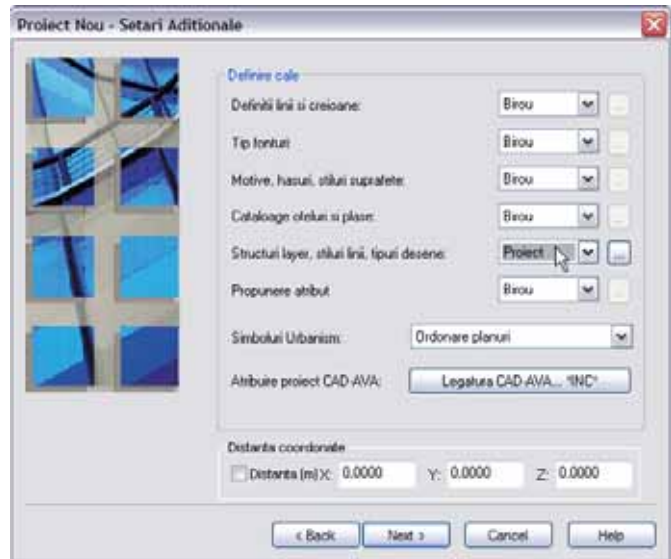 Proiect Nou - Setari Aditionale
Definire cale
Definitii linii si creioane: Birou
Tip fonturi Birou
Motive, hasuri, stiluri suprafete: Birou
Cataloage oteluri si plase: Birou
Structuri layer, stiluri linii, tipuri desene: Proiect
Propunere atribut Birou
Simboluri Urbanism: Ordonare planuri
Atribuire proiect CAD-AVA: Legatura CAD-AVA... *INC*
Distanta coordonate
Distanta (m) X: 0.0000 Y: 0.0000 Z: 0.0000
< Back Next > Cancel Help